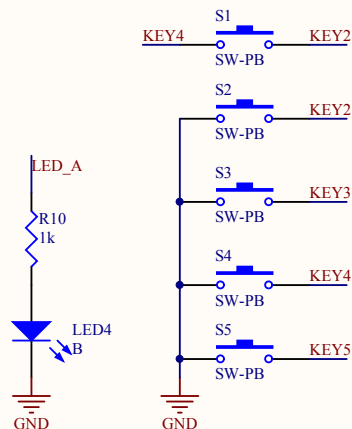 S1
KEY4 KEY2
SW-PB
S2
KEY2
SW-PB
LED_A
S3
KEY3
SW-PB
R10
1k
S4
KEY4
SW-PB
LED4
B
S5
KEY5
SW-PB
GND GND